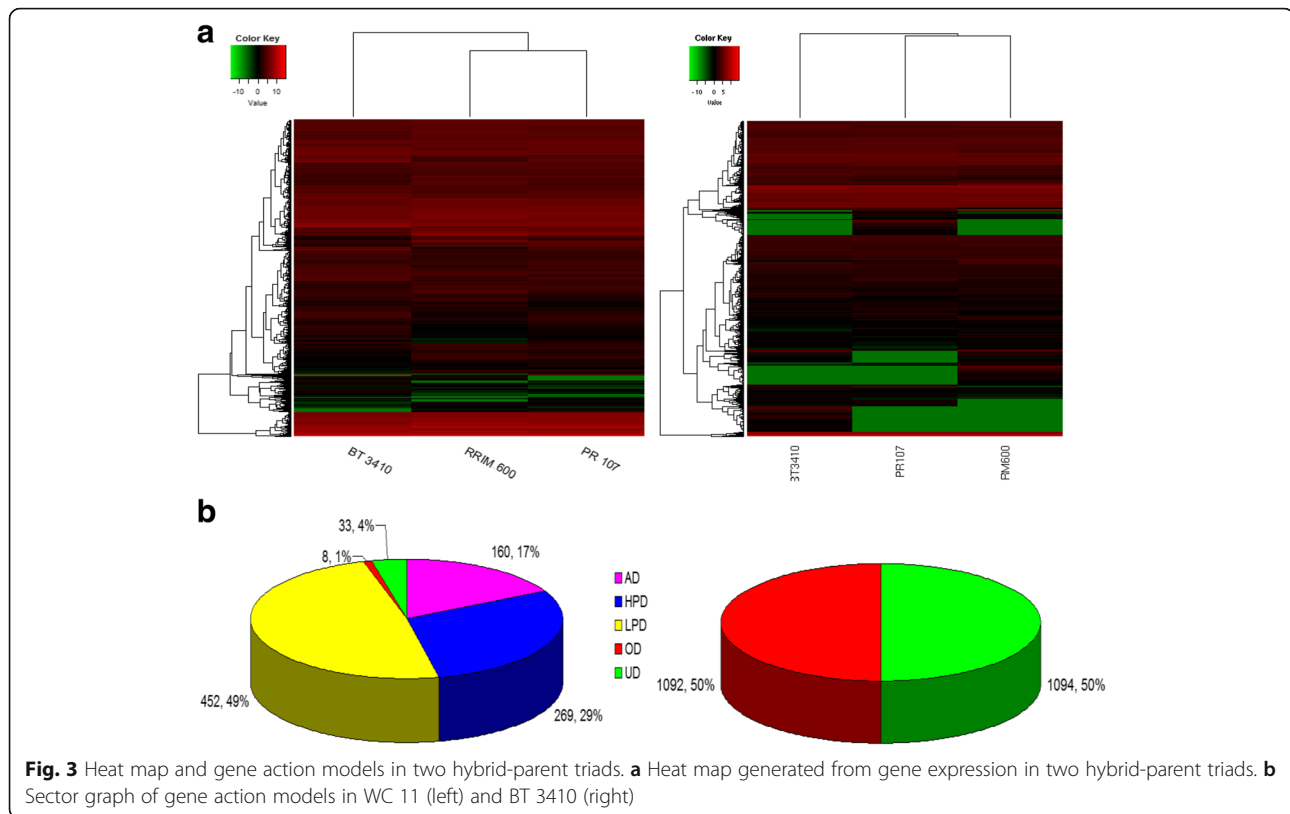 a
Color Key
-10 0 10
Value
Color Key
-10 0 5
Value
BT 3410
RRIM 600
PR 107
BT3410
PR107
RM600
b
33, 4%
8, 1%
160, 17%
452, 49%
269, 29%
AD
HPD
LPD
OD
UD
1092, 50%
1094, 50%
Fig. 3 Heat map and gene action models in two hybrid-parent triads. a Heat map generated from gene expression in two hybrid-parent triads. b
Sector graph of gene action models in WC 11 (left) and BT 3410 (right)